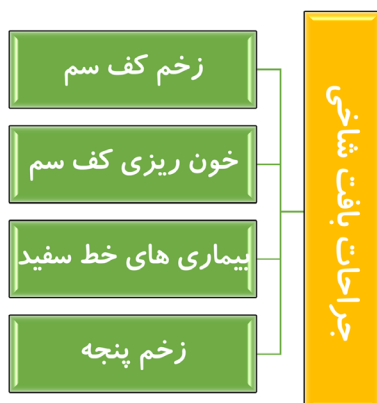 جراحات بافت شاخی
زخم کف سم
خون ریزی کف سم
بیماری های خط سفید
زخم پنجه